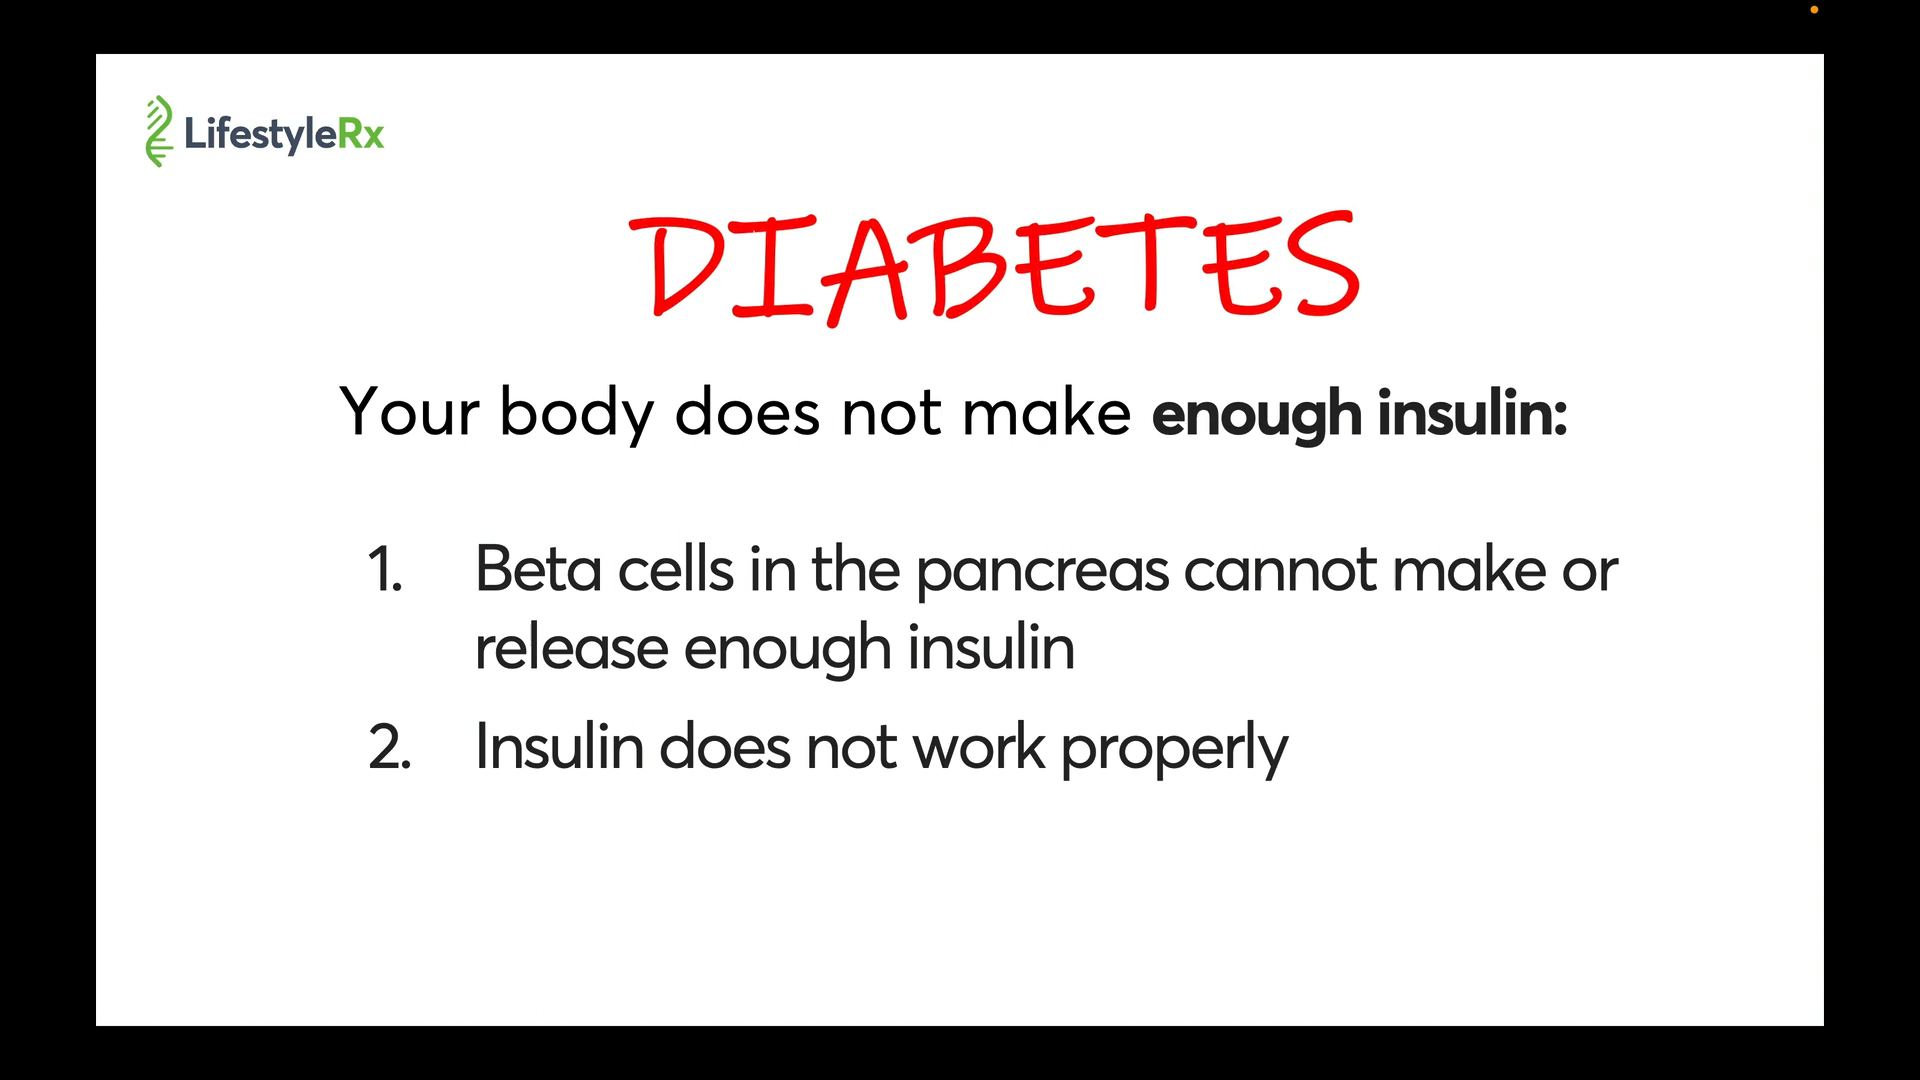 LifestyleRx
DIABETES
Your body does not make enough insulin:
1. Beta cells in the pancreas cannot make or
release enough insulin
2. Insulin does not work properly